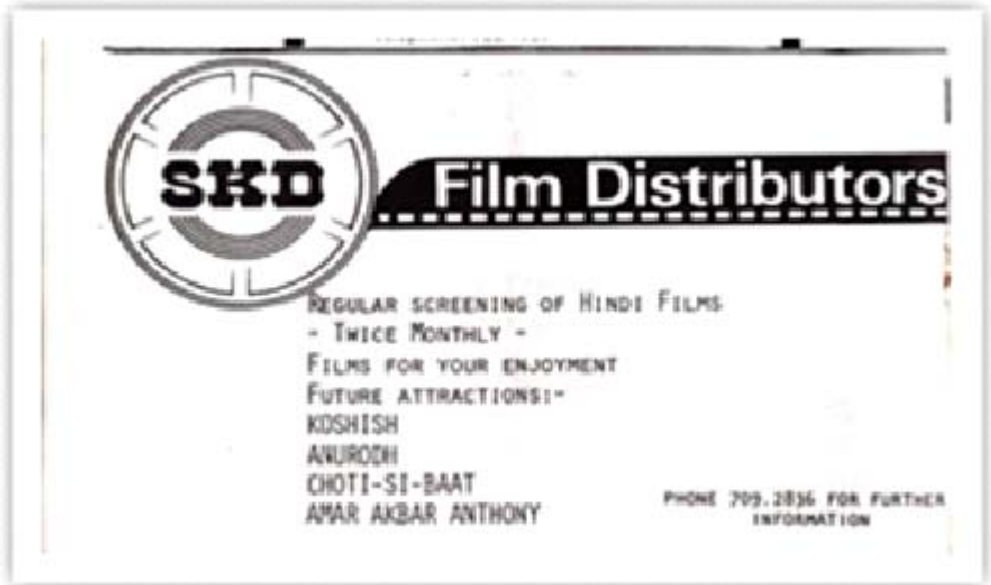 SKD
Film Distributors
REGULAR SCREENING OF HINDI FILMS
- TWICE MONTHLY -
FILMS FOR YOUR ENJOYMENT
FUTURE ATTRACTIONS:-
KOSHISH
ANURODH
CHOTI-SI-BAAT
AMAR AKBAR ANTHONY
PHONE 709.2836 FOR FURTHER
INFORMATION